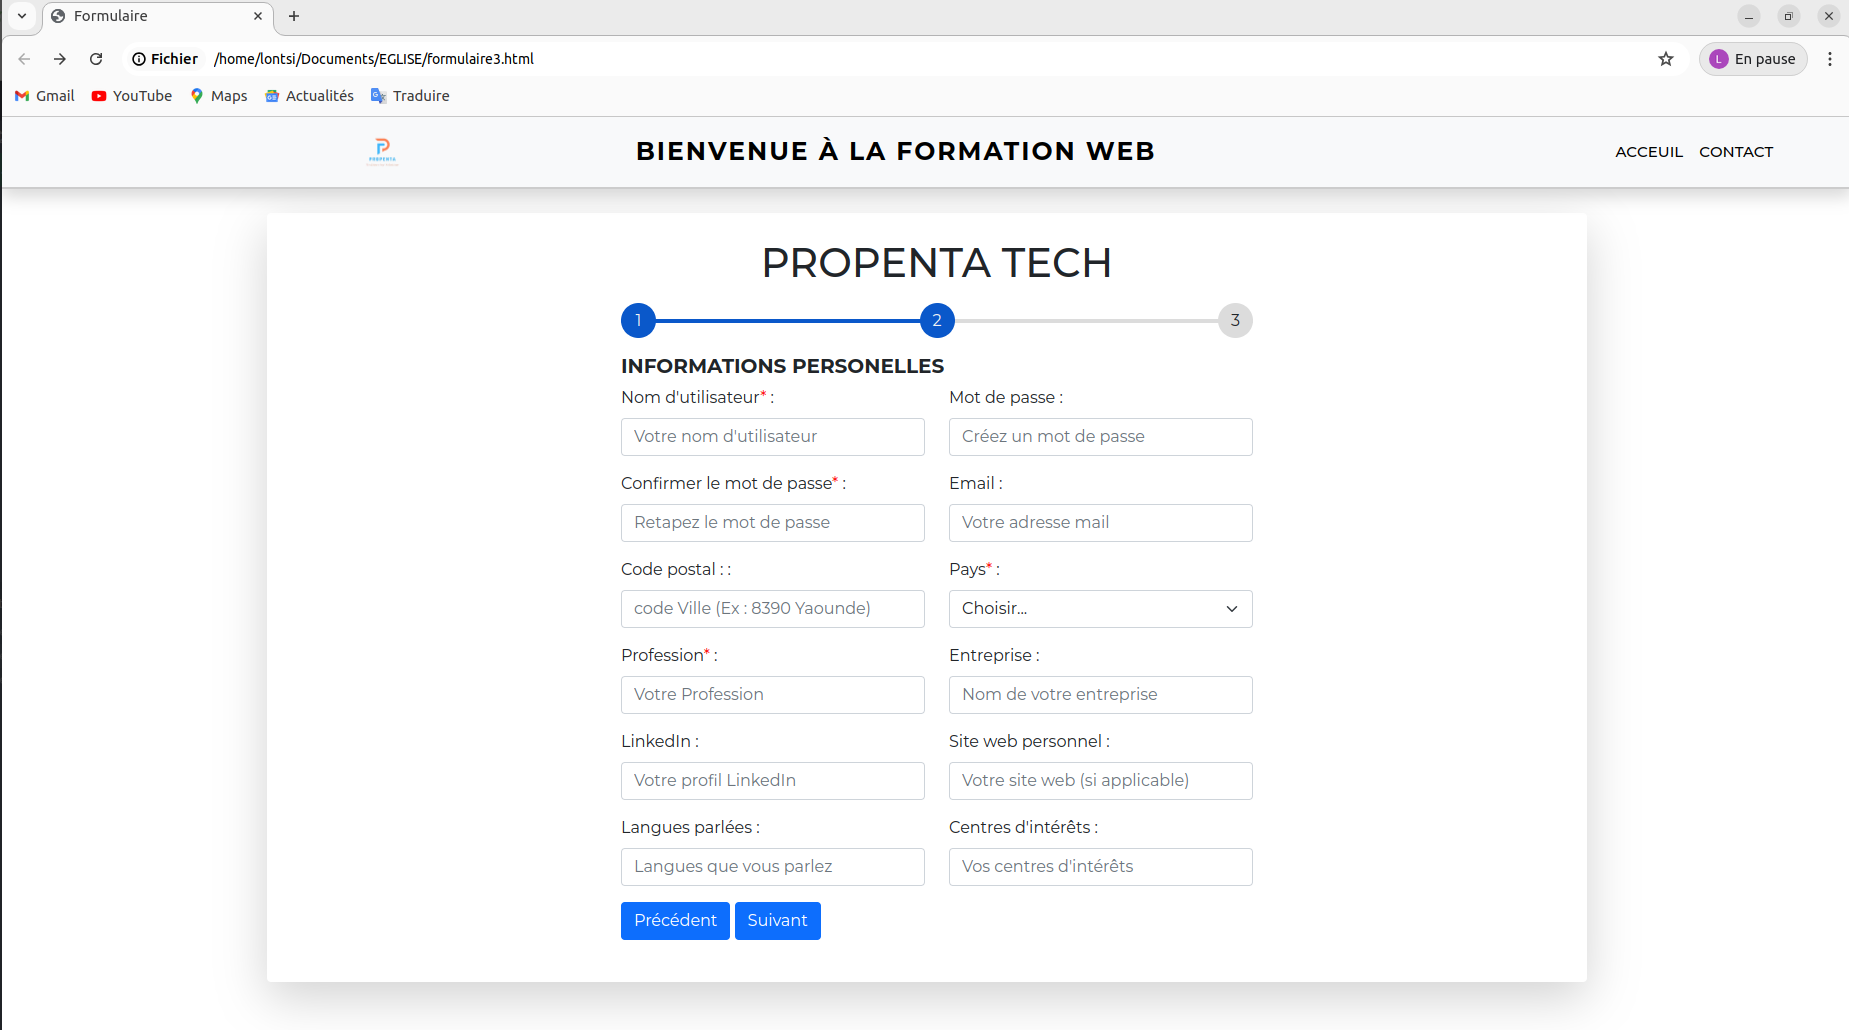 Formulaire
Fichier /home/lontsi/Documents/EGLISE/formulaire3.html
L En pause
Gmail YouTube Maps Actualités Traduire
PROPENTA
BIENVENUE À LA FORMATION WEB
ACCEUIL CONTACT
PROPENTA TECH
1 2 3
INFORMATIONS PERSONELLES
Nom d'utilisateur* : Mot de passe :
Votre nom d'utilisateur Créez un mot de passe
Confirmer le mot de passe* : Email :
Retapez le mot de passe Votre adresse mail
Code postal : : Pays* :
code Ville (Ex : 8390 Yaounde) Choisir...
Profession* : Entreprise :
Votre Profession Nom de votre entreprise
LinkedIn : Site web personnel :
Votre profil LinkedIn Votre site web (si applicable)
Langues parlées : Centres d'intérêts :
Langues que vous parlez Vos centres d'intérêts
Précédent Suivant